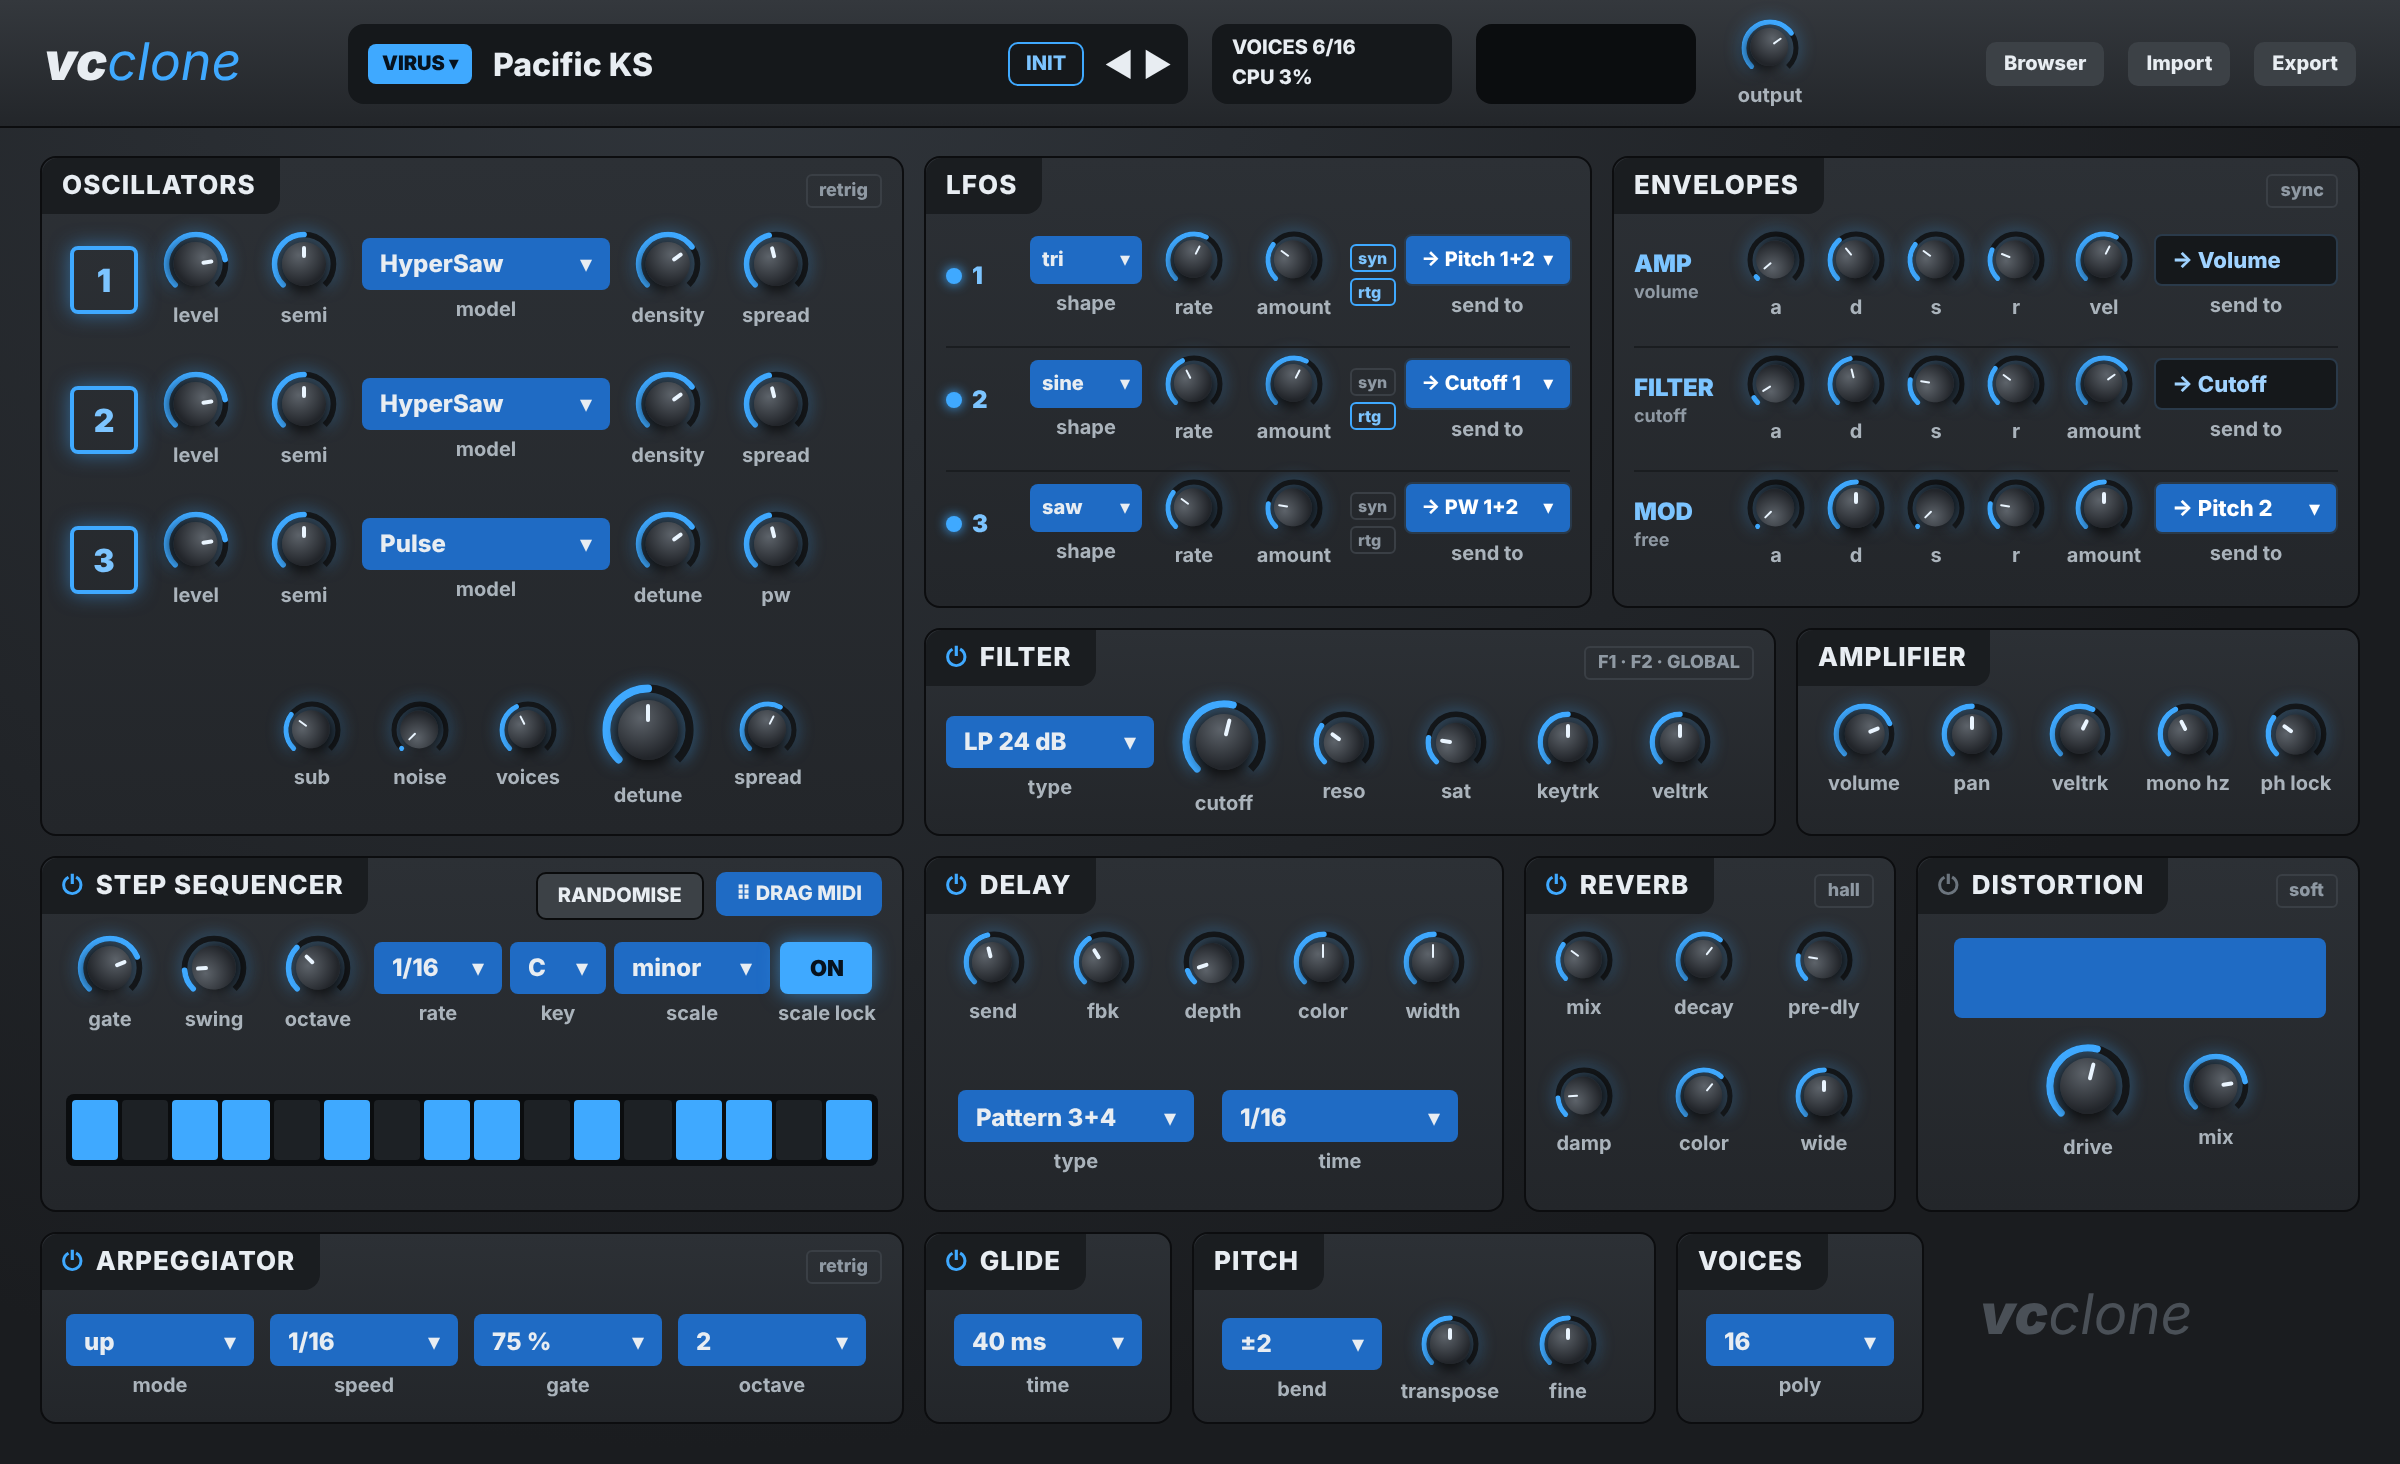 vcclone
VIRUS ▾ Pacific KS INIT ◀ ▶
VOICES 6/16
CPU 3%
output
Browser Import Export
OSCILLATORS retrig
1 HyperSaw ▾
level semi model density spread
2 HyperSaw ▾
level semi model density spread
3 Pulse ▾
level semi model detune pw
sub noise voices detune spread
LFOS
1 tri ▾ syn rtg → Pitch 1+2 ▾
shape rate amount send to
2 sine ▾ syn rtg → Cutoff 1 ▾
shape rate amount send to
3 saw ▾ syn rtg → PW 1+2 ▾
shape rate amount send to
ENVELOPES sync
AMP → Volume
volume a d s r vel send to
FILTER → Cutoff
cutoff a d s r amount send to
MOD → Pitch 2 ▾
free a d s r amount send to
FILTER F1 · F2 · GLOBAL
LP 24 dB ▾
type cutoff reso sat keytrk veltrk
AMPLIFIER
volume pan veltrk mono hz ph lock
STEP SEQUENCER RANDOMISE ⠿ DRAG MIDI
1/16 ▾ C ▾ minor ▾ ON
gate swing octave rate key scale scale lock
DELAY
send fbk depth color width
Pattern 3+4 ▾ 1/16 ▾
type time
REVERB hall
mix decay pre-dly
damp color wide
DISTORTION soft
drive mix
ARPEGGIATOR retrig
up ▾ 1/16 ▾ 75 % ▾ 2 ▾
mode speed gate octave
GLIDE
40 ms ▾
time
PITCH
±2 ▾
bend transpose fine
VOICES
16 ▾
poly
vcclone